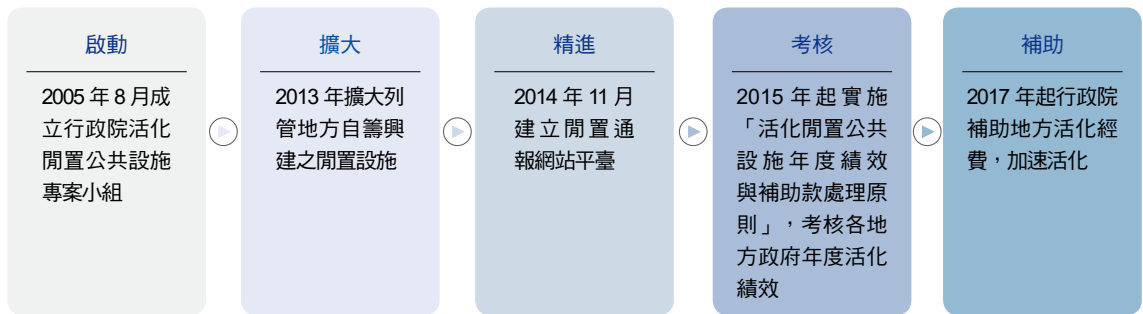 啟動
2005 年 8 月成
立行政院活化
閒置公共設施
專案小組
擴大
2013 年擴大列
管地方自籌興
建之閒置設施
精進
2014 年 11 月
建立閒置通
報網站平臺
考核
2015 年起實施
「活化閒置公共
設施年度績效
與補助款處理原
則」，考核各地
方政府年度活化
績效
補助
2017 年起行政院
補助地方活化經
費，加速活化